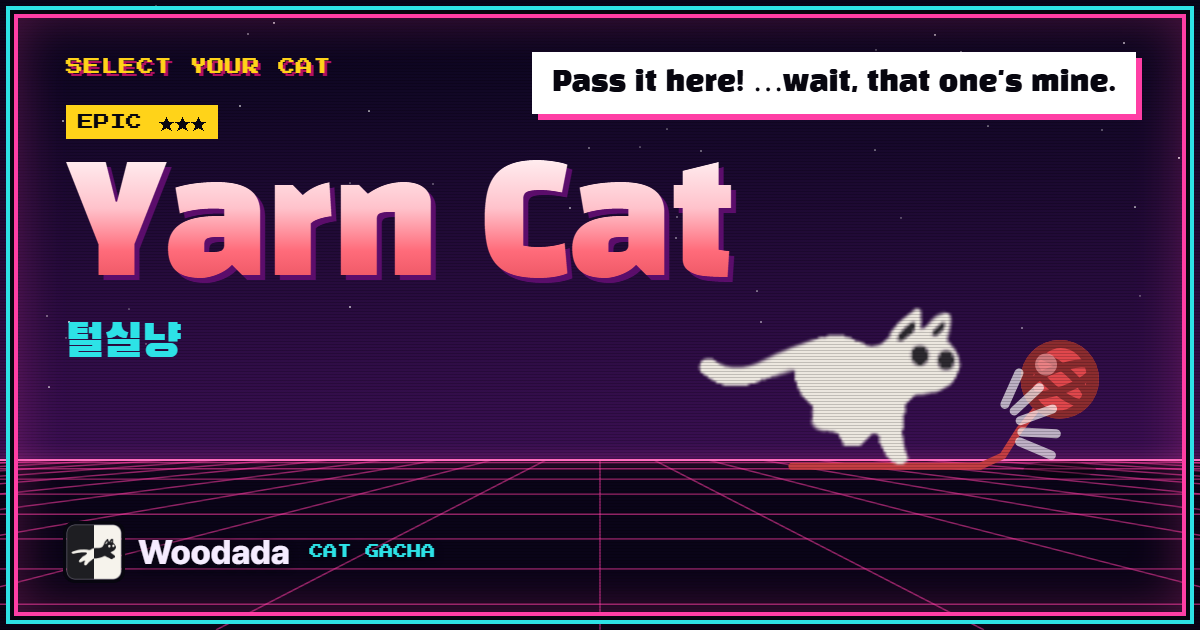 SELECT YOUR CAT
Pass it here! ...wait, that one's mine.
EPIC ★★★
Yarn Cat
털실냥
Woodada CAT GACHA